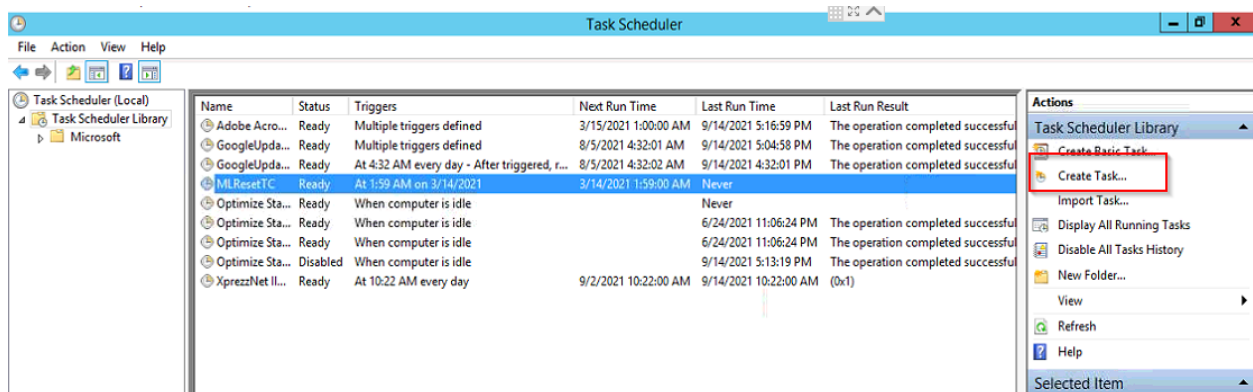 Task Scheduler
File Action View Help
Task Scheduler (Local)
Task Scheduler Library
Microsoft
Name Status Triggers Next Run Time Last Run Time Last Run Result
Adobe Acro... Ready Multiple triggers defined 3/15/2021 1:00:00 AM 9/14/2021 5:16:59 PM The operation completed successful
GoogleUpda... Ready Multiple triggers defined 8/5/2021 4:32:01 AM 9/14/2021 5:04:58 PM The operation completed successful
GoogleUpda... Ready At 4:32 AM every day - After triggered, r... 8/5/2021 4:32:02 AM 9/14/2021 4:32:01 PM The operation completed successful
MLResetTC Ready At 1:59 AM on 3/14/2021 3/14/2021 1:59:00 AM Never
Optimize Sta... Ready When computer is idle Never
Optimize Sta... Ready When computer is idle 6/24/2021 11:06:24 PM The operation completed successful
Optimize Sta... Ready When computer is idle 6/24/2021 11:06:24 PM The operation completed successful
Optimize Sta... Disabled When computer is idle 9/14/2021 5:13:19 PM The operation completed successful
XprezzNet II... Ready At 10:22 AM every day 9/2/2021 10:22:00 AM 9/14/2021 10:22:00 AM (0x1)
Actions
Task Scheduler Library
Create Basic Task...
Create Task...
Import Task...
Display All Running Tasks
Disable All Tasks History
New Folder...
View
Refresh
Help
Selected Item